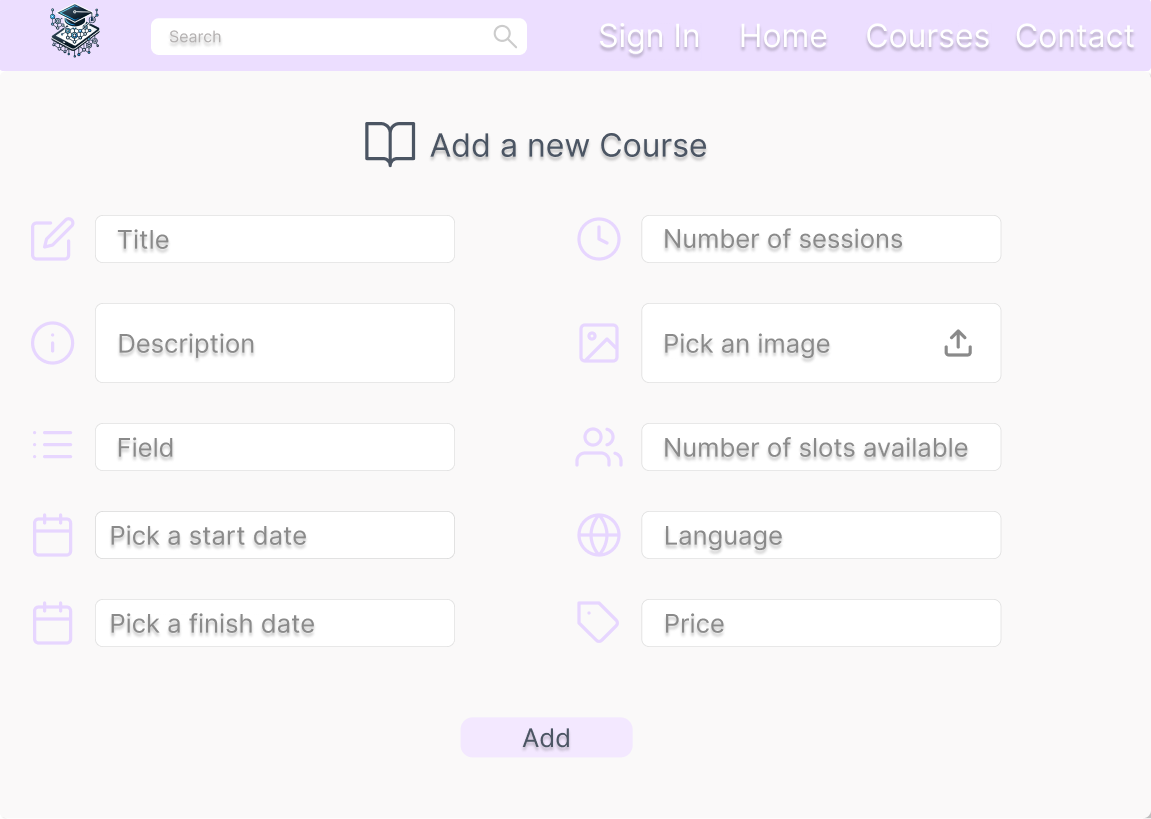 Search
Sign In Home Courses Contact
Add a new Course
Title
Number of sessions
Description
Pick an image
Field
Number of slots available
Pick a start date
Language
Pick a finish date
Price
Add